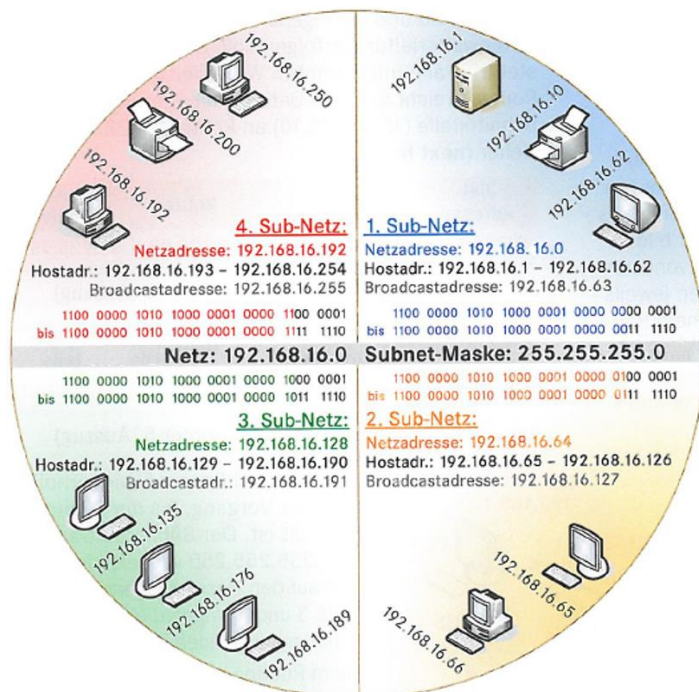 192.168.16.250
192.168.16.200
192.168.16.192
4. Sub-Netz:
Netzadresse: 192.168.16.192
Hostadr.: 192.168.16.193 – 192.168.16.254
Broadcastadresse: 192.168.16.255
1100 0000 1010 1000 0001 0000 1100 0001
bis 1100 0000 1010 1000 0001 0000 1111 1110
192.168.16.1
192.168.16.10
192.168.16.62
1. Sub-Netz:
Netzadresse: 192.168.16.0
Hostadr.: 192.168.16.1 – 192.168.16.62
Broadcastadresse: 192.168.16.63
1100 0000 1010 1000 0001 0000 0000 0001
bis 1100 0000 1010 1000 0001 0000 0011 1110
Netz: 192.168.16.0 Subnet-Maske: 255.255.255.0
1100 0000 1010 1000 0001 0000 1000 0001
bis 1100 0000 1010 1000 0001 0000 1011 1110
3. Sub-Netz:
Netzadresse: 192.168.16.128
Hostadr.: 192.168.16.129 – 192.168.16.190
Broadcastadr.: 192.168.16.191
192.168.16.135
192.168.16.176
192.168.16.189
1100 0000 1010 1000 0001 0000 0100 0001
bis 1100 0000 1010 1000 0001 0000 0111 1110
2. Sub-Netz:
Netzadresse: 192.168.16.64
Hostadr.: 192.168.16.65 – 192.168.16.126
Broadcastadresse: 192.168.16.127
192.168.16.65
192.168.16.66